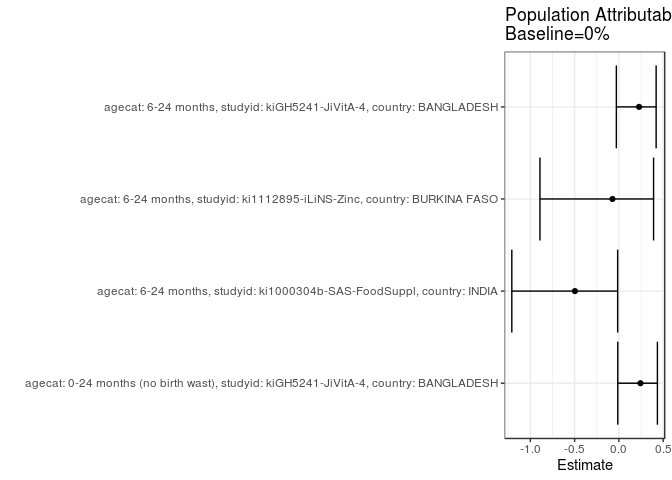 Population Attributab
Baseline=0%
agecat: 6-24 months, studyid: kiGH5241-JiVitA-4, country: BANGLADESH
agecat: 6-24 months, studyid: ki1112895-iLiNS-Zinc, country: BURKINA FASO
agecat: 6-24 months, studyid: ki1000304b-SAS-FoodSuppl, country: INDIA
agecat: 0-24 months (no birth wast), studyid: kiGH5241-JiVitA-4, country: BANGLADESH
-1.0 -0.5 0.0 0.5
Estimate